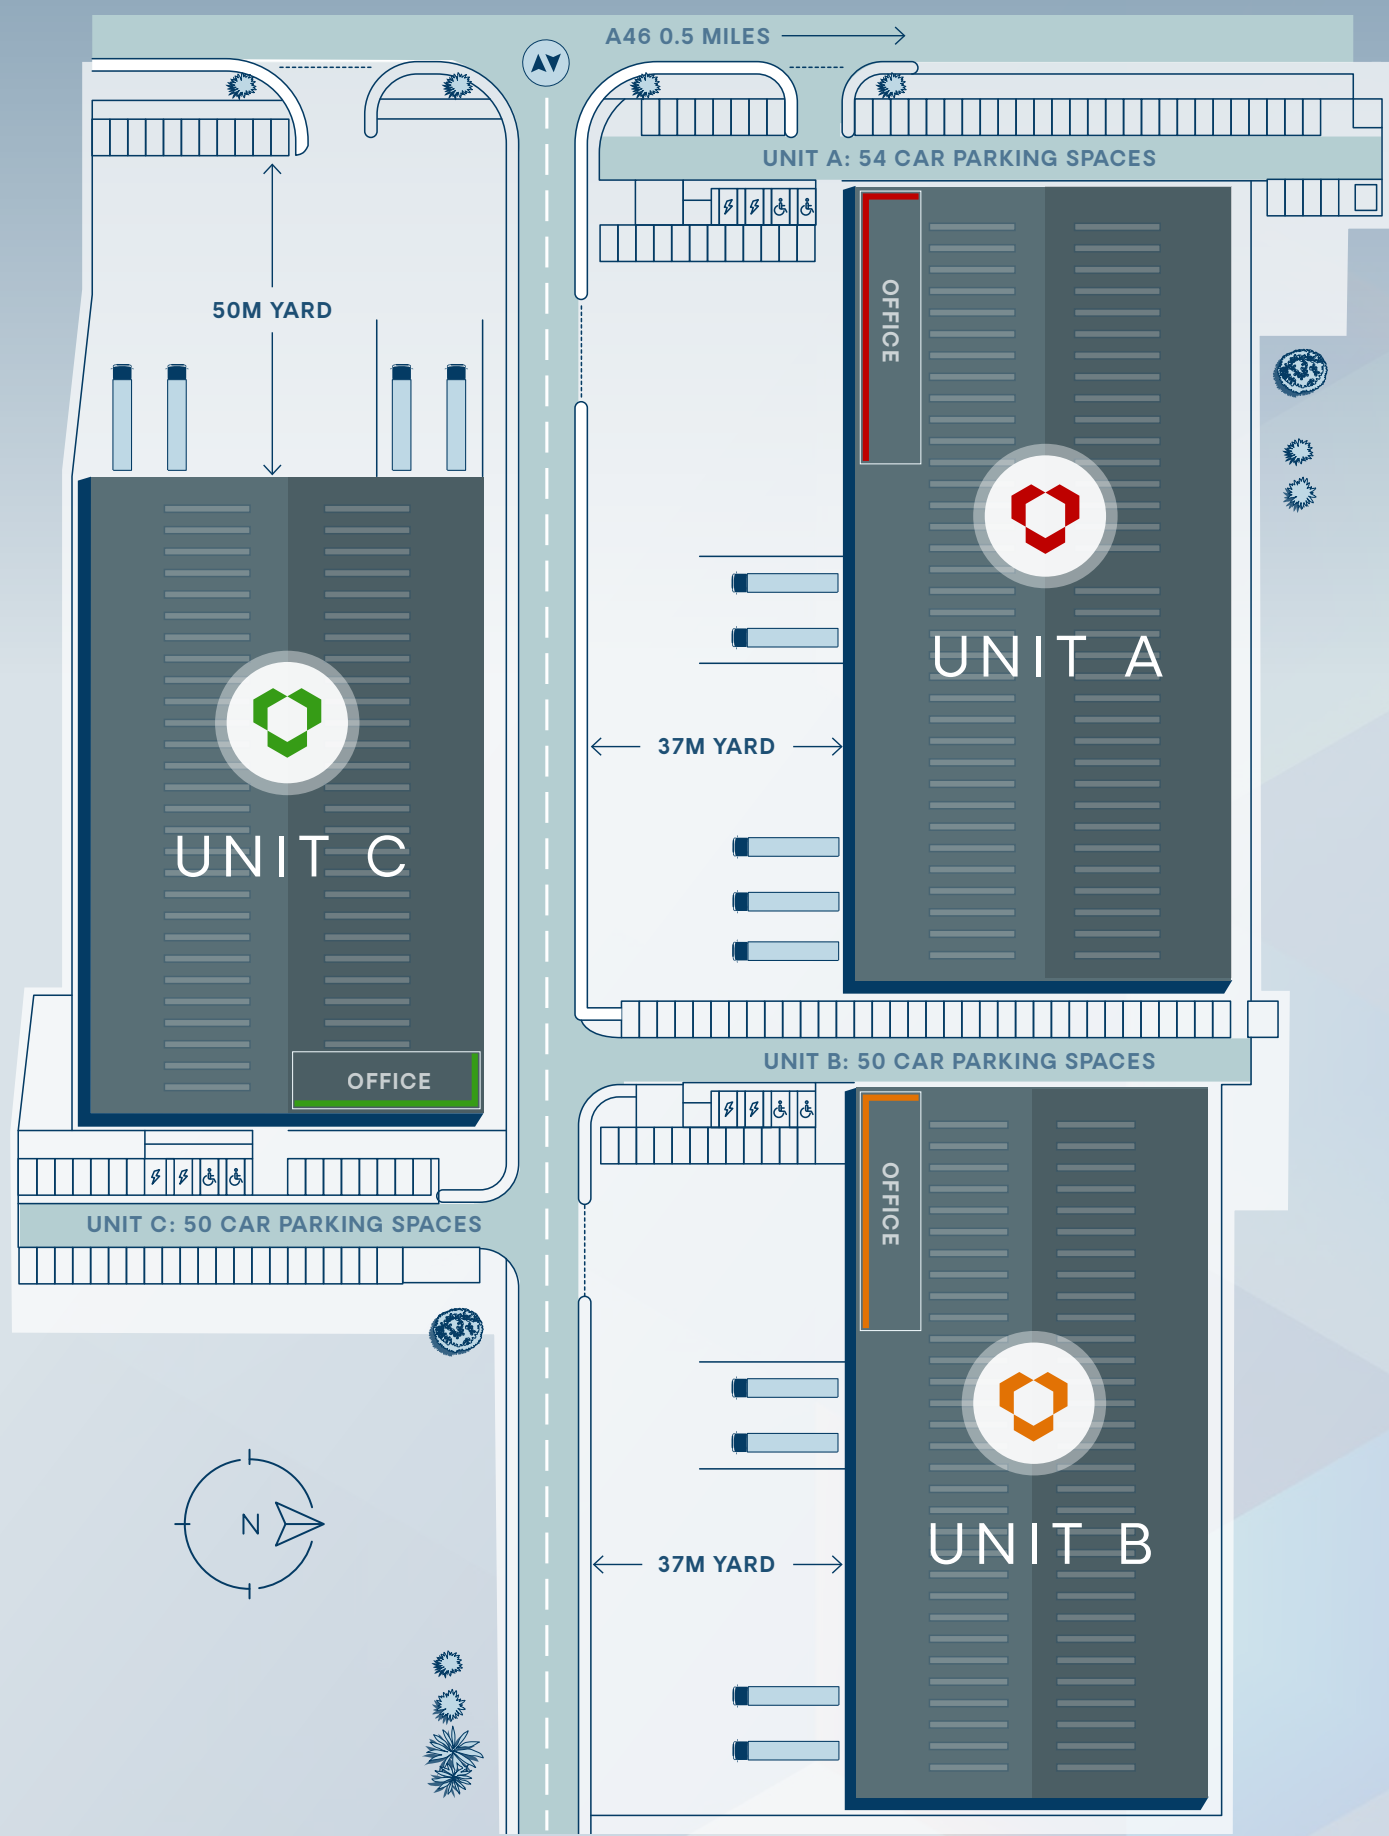 A46 0.5 MILES
UNIT A: 54 CAR PARKING SPACES
50M YARD
OFFICE
UNIT A
37M YARD
UNIT C
OFFICE
UNIT B: 50 CAR PARKING SPACES
OFFICE
UNIT C: 50 CAR PARKING SPACES
N
UNIT B
37M YARD